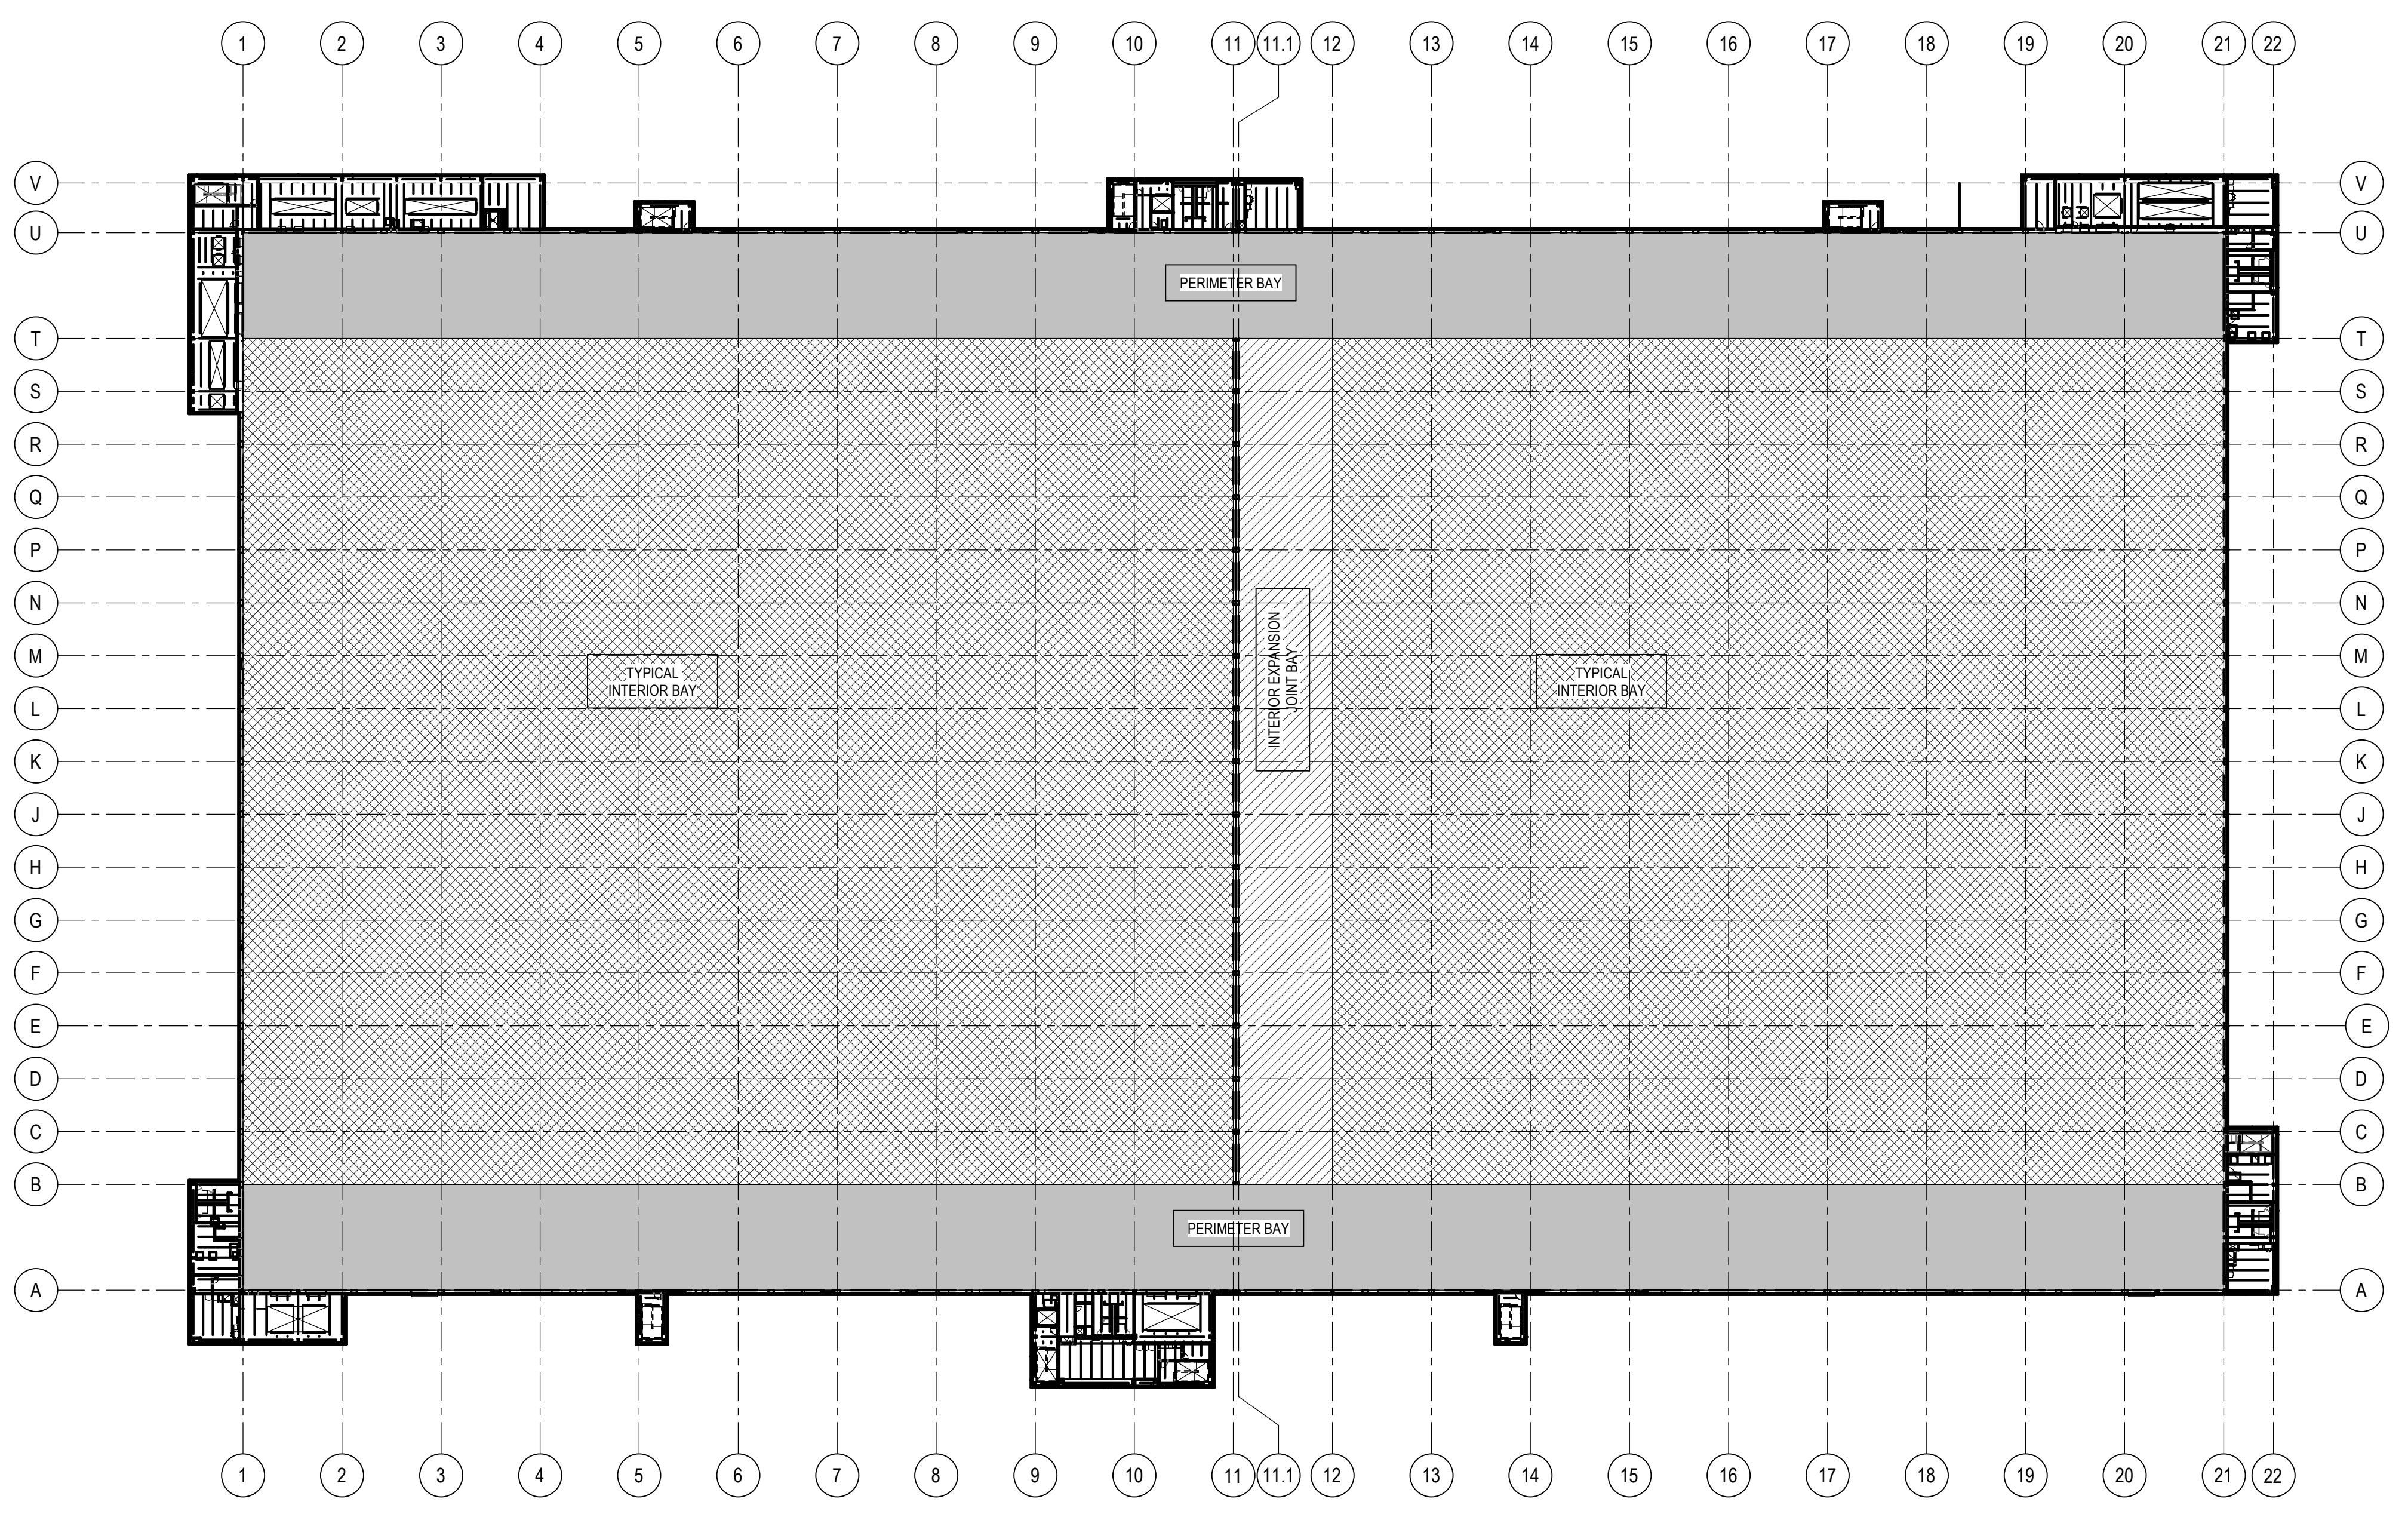 1 2 3 4 5 6 7 8 9 10 11 11.1 12 13 14 15 16 17 18 19 20 21 22
V V
U U
PERIMETER BAY
T T
S S
R R
Q Q
P P
N N
M M
TYPICAL
INTERIOR BAY
INTERIOR EXPANSION
JOINT BAY
TYPICAL
INTERIOR BAY
L L
K K
J J
H H
G G
F F
E E
D D
C C
B B
PERIMETER BAY
A A
1 2 3 4 5 6 7 8 9 10 11 11.1 12 13 14 15 16 17 18 19 20 21 22